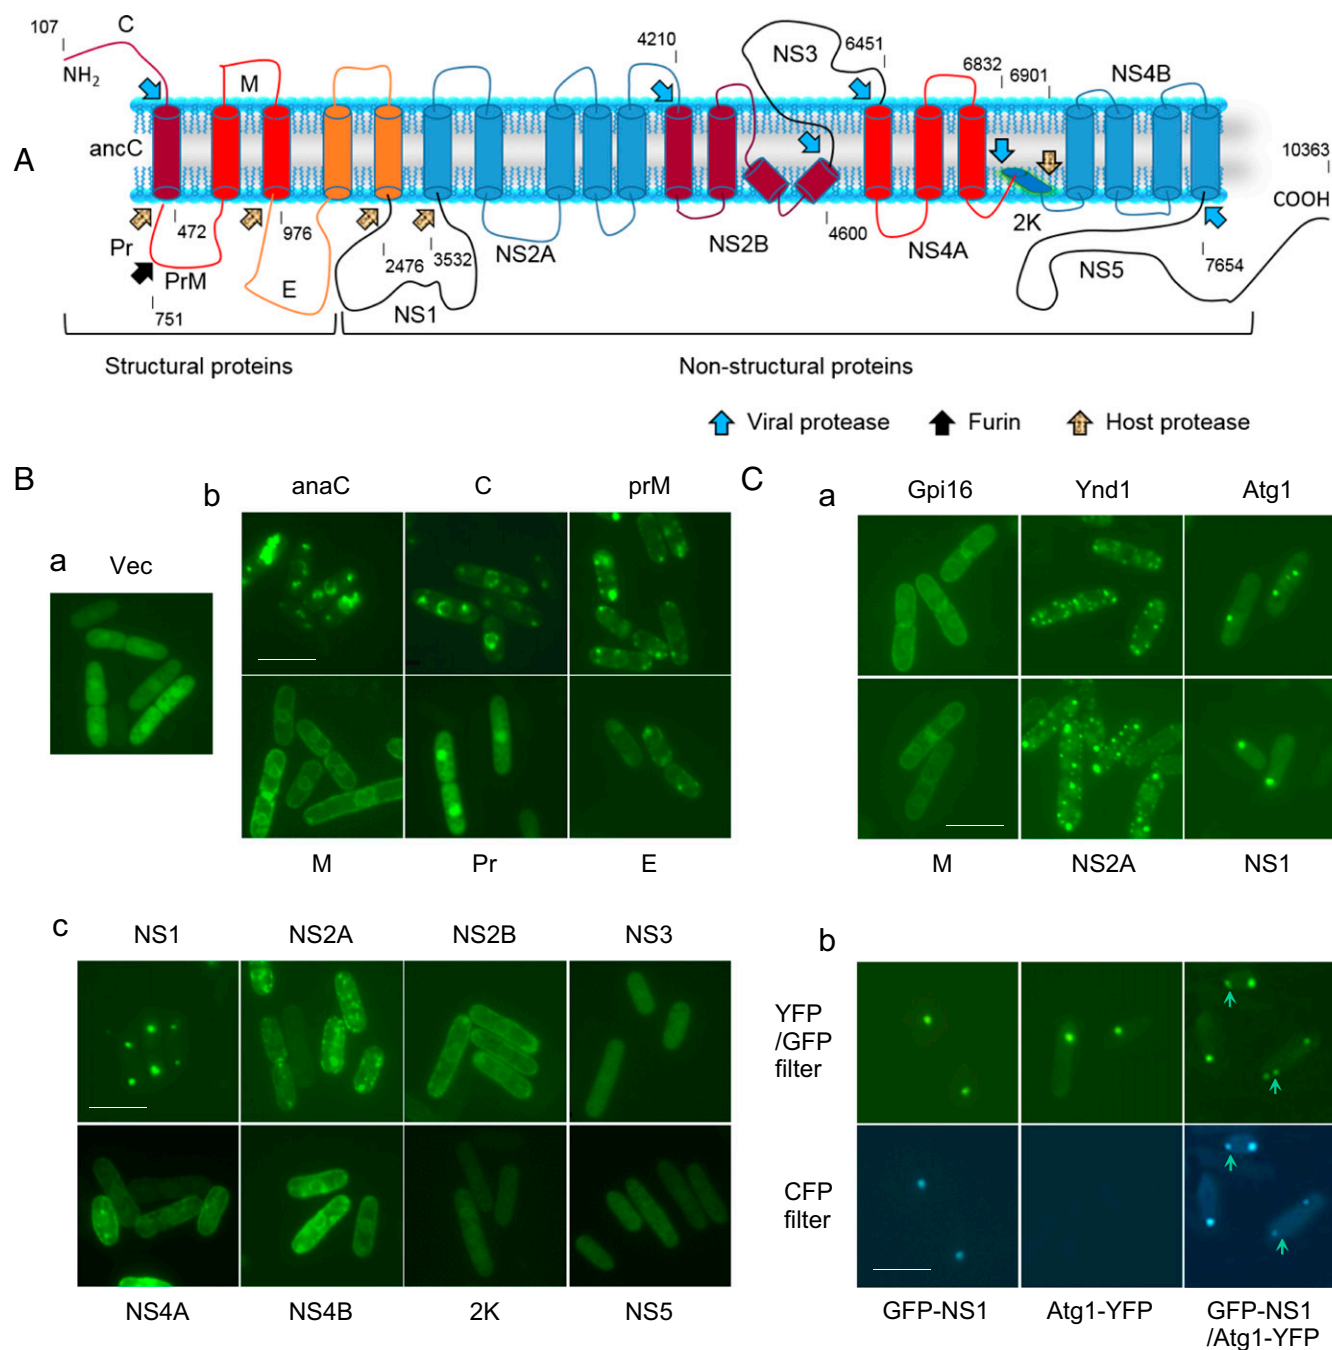 A
107
C
NH2
M
4210
NS3
6451
6832
6901
NS4B
ancC
10363
COOH
Pr
472
PrM
751
976
E
2476
3532
NS1
NS2A
NS2B
4600
NS4A
2K
NS5
7654
Structural proteins
Non-structural proteins
Viral protease
Furin
Host protease
B
a
Vec
b
anaC
C
prM
M
Pr
E
c
NS1
NS2A
NS2B
NS3
NS4A
NS4B
2K
NS5
C
a
Gpi16
Ynd1
Atg1
M
NS2A
NS1
b
YFP
/GFP
filter
CFP
filter
GFP-NS1
Atg1-YFP
GFP-NS1
/Atg1-YFP